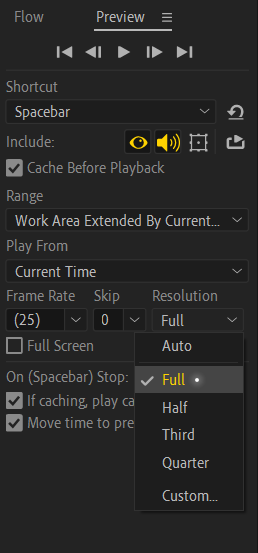 Flow Preview
Shortcut
Spacebar
Include:
Cache Before Playback
Range
Work Area Extended By Current...
Play From
Current Time
Frame Rate Skip Resolution
(25) 0 Full
Full Screen
Auto
Full
Half
Third
Quarter
Custom...
On (Spacebar) Stop:
If caching, play ca
Move time to pre